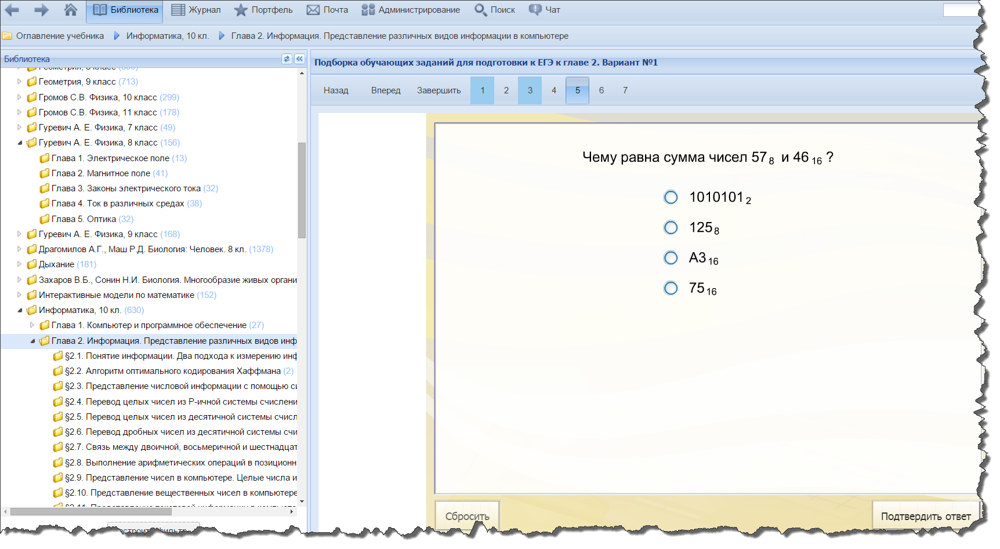 Библиотека Журнал Портфель Почта Администрирование Поиск Чат
Оглавление учебника Информатика, 10 кл. Глава 2. Информация. Представление различных видов информации в компьютере
Библиотека
Геометрия, 9 класс (713)
Громов С.В. Физика, 10 класс (299)
Громов С.В. Физика, 11 класс (178)
Гуревич А. Е. Физика, 7 класс (49)
Гуревич А. Е. Физика, 8 класс (156)
Глава 1. Электрическое поле (13)
Глава 2. Магнитное поле (41)
Глава 3. Законы электрического тока (32)
Глава 4. Ток в различных средах (38)
Глава 5. Оптика (32)
Гуревич А. Е. Физика, 9 класс (168)
Драгомилов А.Г., Маш Р.Д. Биология: Человек. 8 кл. (1378)
Дыхание (181)
Захаров В.Б., Сонин Н.И. Биология. Многообразие живых органи
Интерактивные модели по математике (152)
Информатика, 10 кл. (630)
Глава 1. Компьютер и программное обеспечение (27)
Глава 2. Информация. Представление различных видов инф
§2.1. Понятие информации. Два подхода к измерению инф
§2.2. Алгоритм оптимального кодирования Хаффмана (2)
§2.3. Представление числовой информации с помощью си
§2.4. Перевод целых чисел из Р-ичной системы счислени
§2.5. Перевод целых чисел из десятичной системы счисл
§2.6. Перевод дробных чисел из десятичной системы счи
§2.7. Связь между двоичной, восьмеричной и шестнадцат
§2.8. Выполнение арифметических операций в позиционн
§2.9. Представление чисел в компьютере. Целые числа и
§2.10. Представление вещественных чисел в компьютере
Подборка обучающих заданий для подготовки к ЕГЭ к главе 2. Вариант №1
Назад Вперед Завершить 1 2 3 4 5 6 7
Чему равна сумма чисел 57 8 и 46 16 ?
1010101 2
125 8
A3 16
75 16
Сбросить Подтвердить ответ